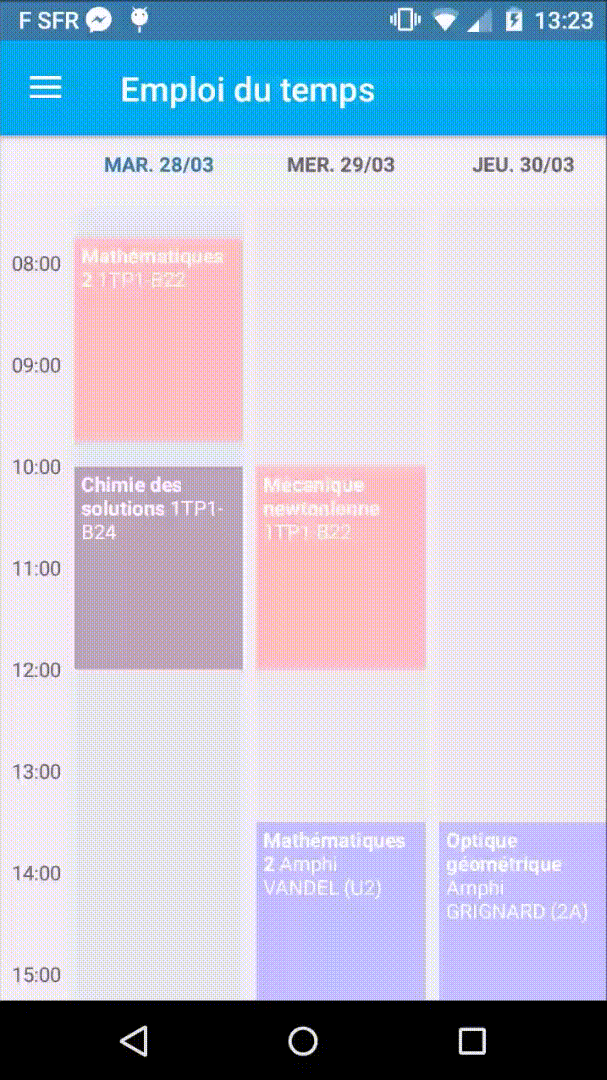 F SFR 13:23
Emploi du temps
MAR. 28/03 MER. 29/03 JEU. 30/03
08:00
09:00
10:00
11:00
12:00
13:00
14:00
15:00
Mathématiques
2 1TP1-B22
Chimie des
solutions 1TP1-
B24
Mécanique
newtonienne
1TP1-B22
Mathématiques
2 Amphi
VANDEL (U2)
Optique
géométrique
Amphi
GRIGNARD (2A)